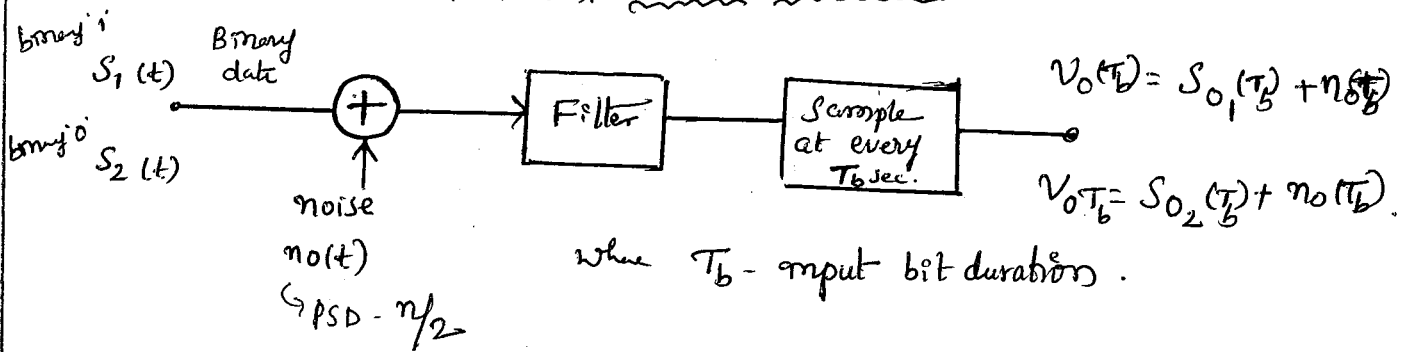 binary '1'
S₁ (t)
Binary
data
binary '0'
S₂ (t)
+
noise
n₀(t)
↳ PSD - η/2
Filter
Sample
at every
Tb sec.
V₀(Tb) = S₀₁(Tb) + n₀(Tb)
V₀Tb = S₀₂(Tb) + n₀(Tb).
where Tb - input bit duration.